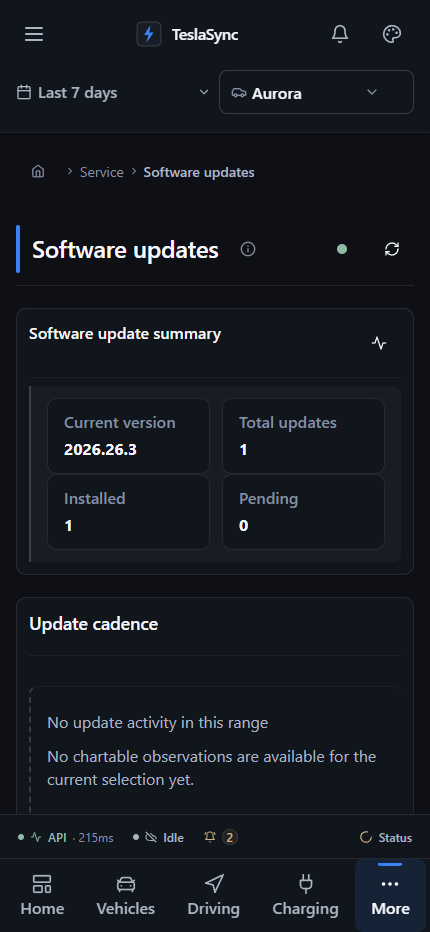 TeslaSync
Last 7 days
Aurora
Service
Software updates
Software updates
Software update summary
Current version
2026.26.3
Total updates
1
Installed
1
Pending
0
Update cadence
No update activity in this range
No chartable observations are available for the
current selection yet.
API · 215ms
Idle
2
Status
Home
Vehicles
Driving
Charging
More